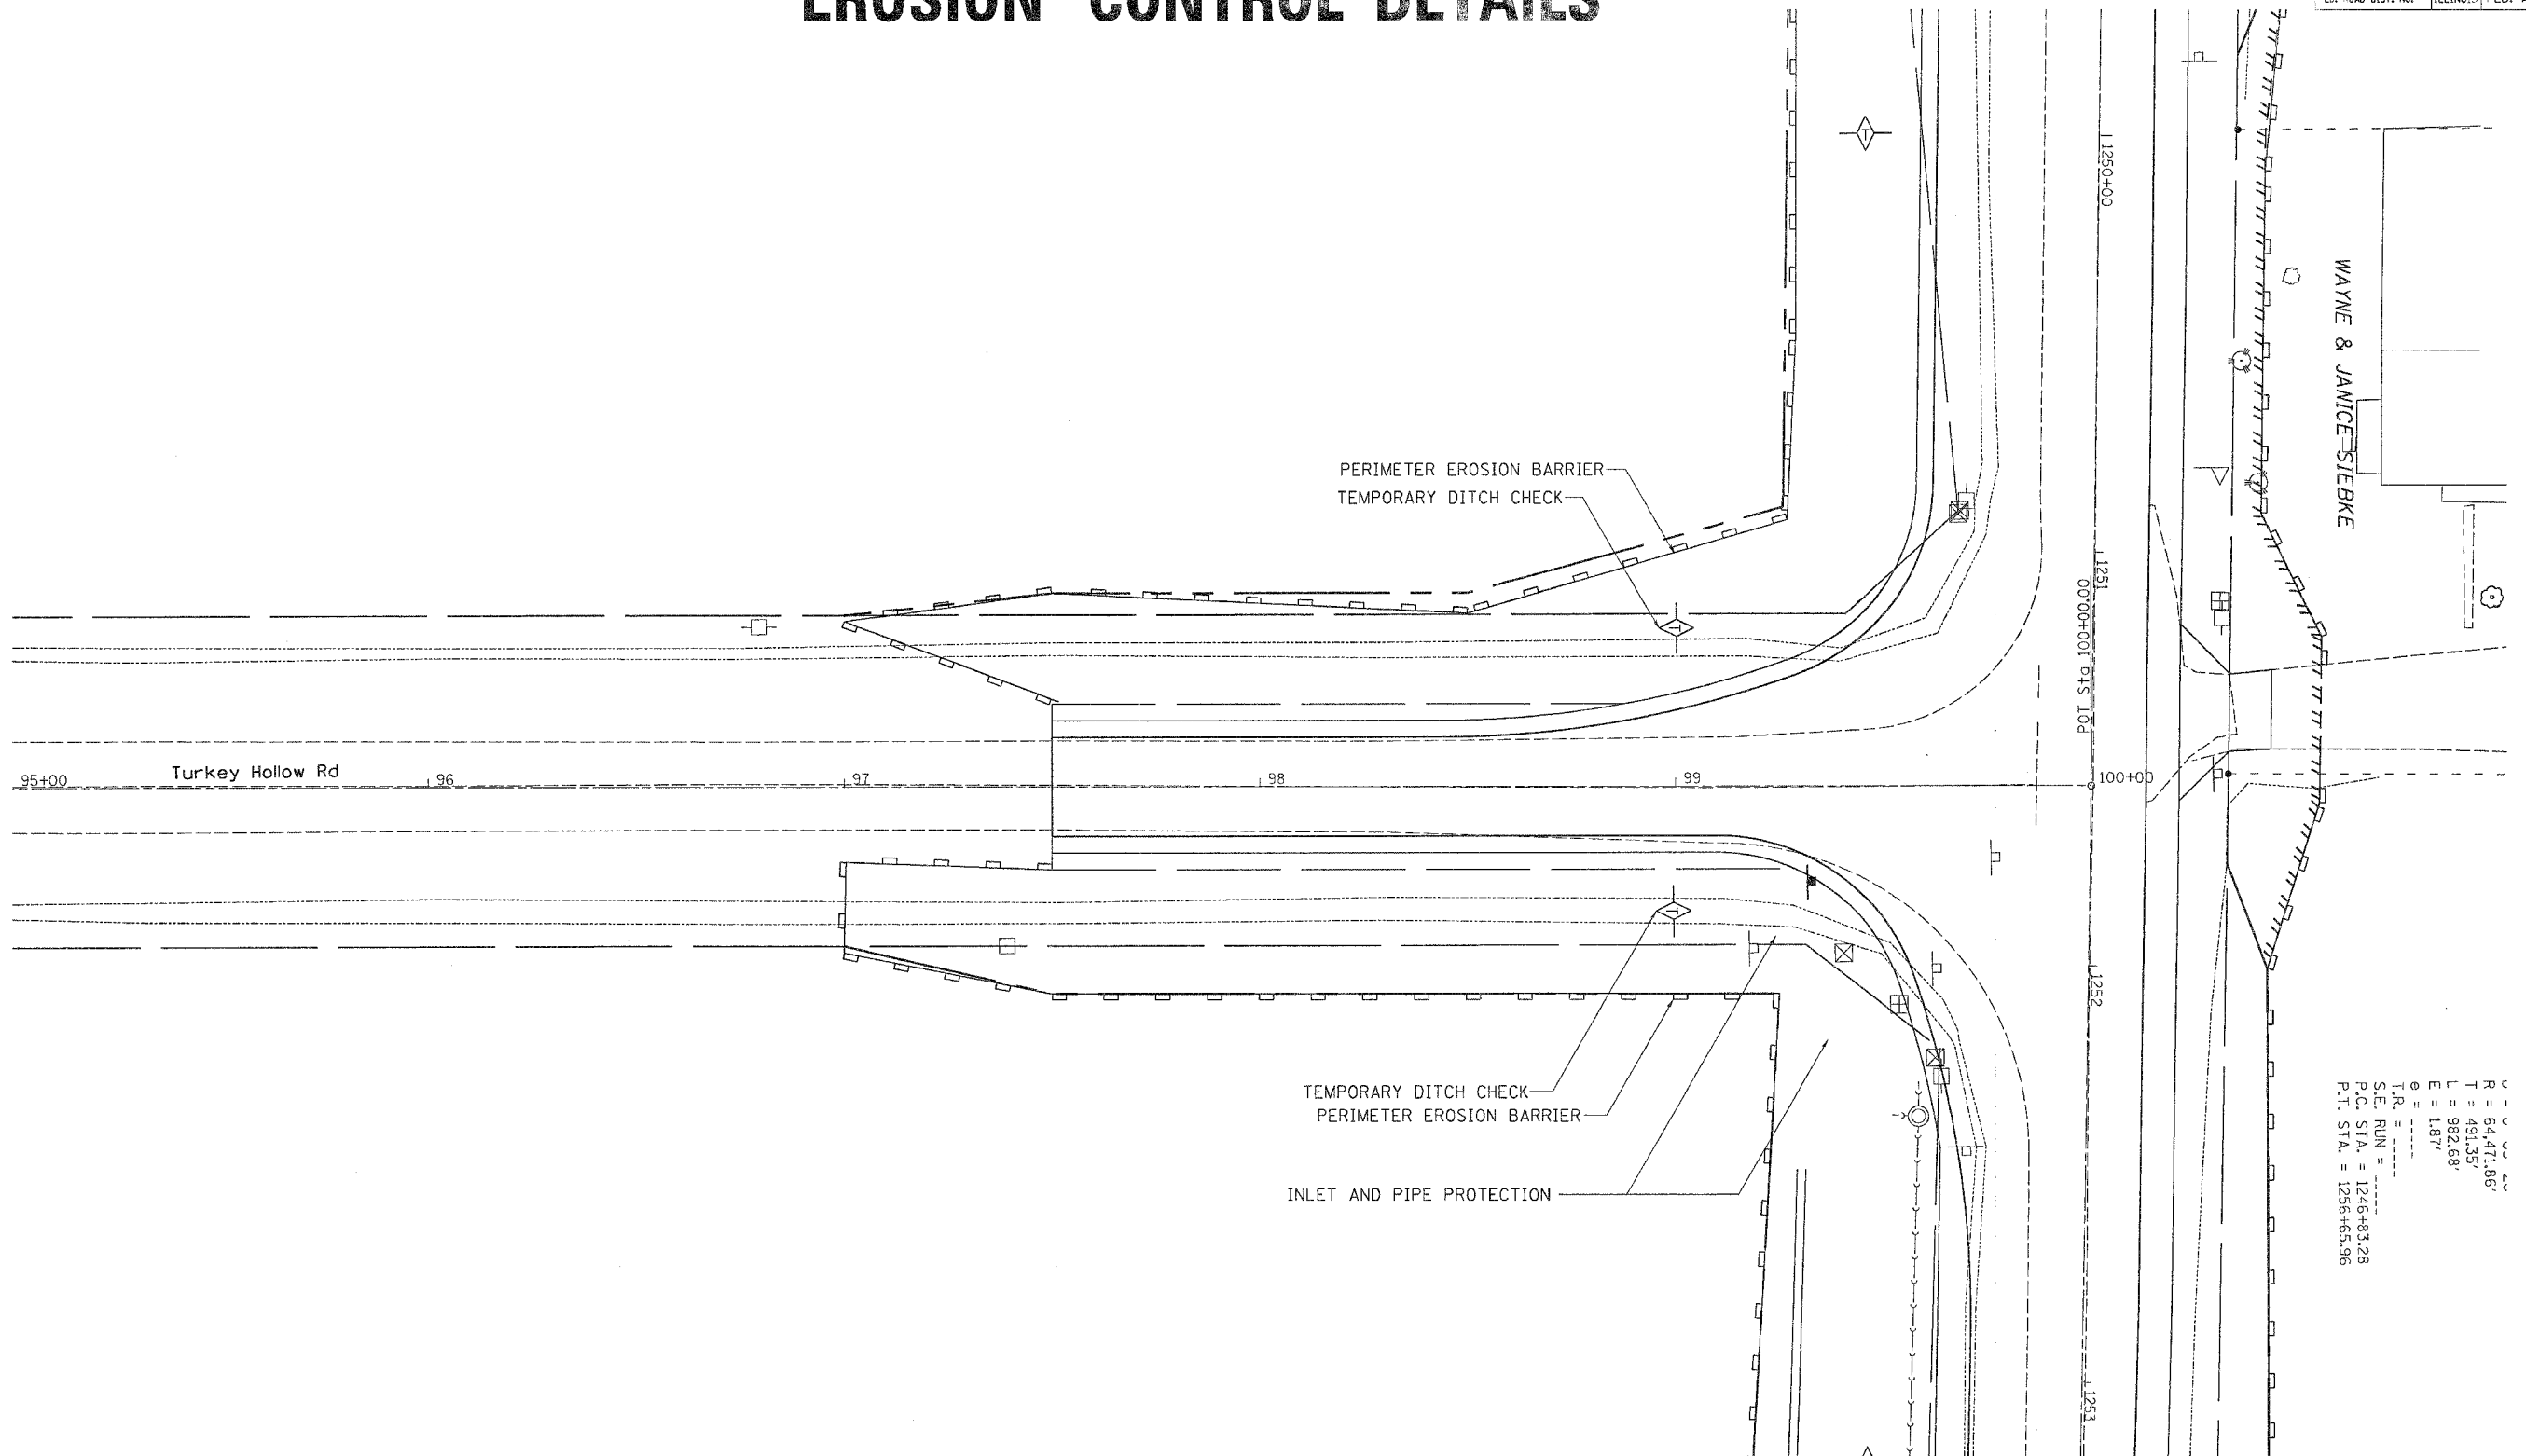 EROSION CONTROL DETAILS
ILLINOIS
1250+00
T
WAYNE & JANICE SIEBKE
PERIMETER EROSION BARRIER
TEMPORARY DITCH CHECK
T
1251
POT Sta 100+00.00
95+00
Turkey Hollow Rd
96
97
98
99
100+00
T
1252
TEMPORARY DITCH CHECK
PERIMETER EROSION BARRIER
INLET AND PIPE PROTECTION
R = 64,471.86'
T = 491.35'
L = 982.68'
E = 1.87'
e = -----
T.R. = -----
S.E. RUN = -----
P.C. STA. = 1246+83.28
P.T. STA. = 1256+65.96
1253